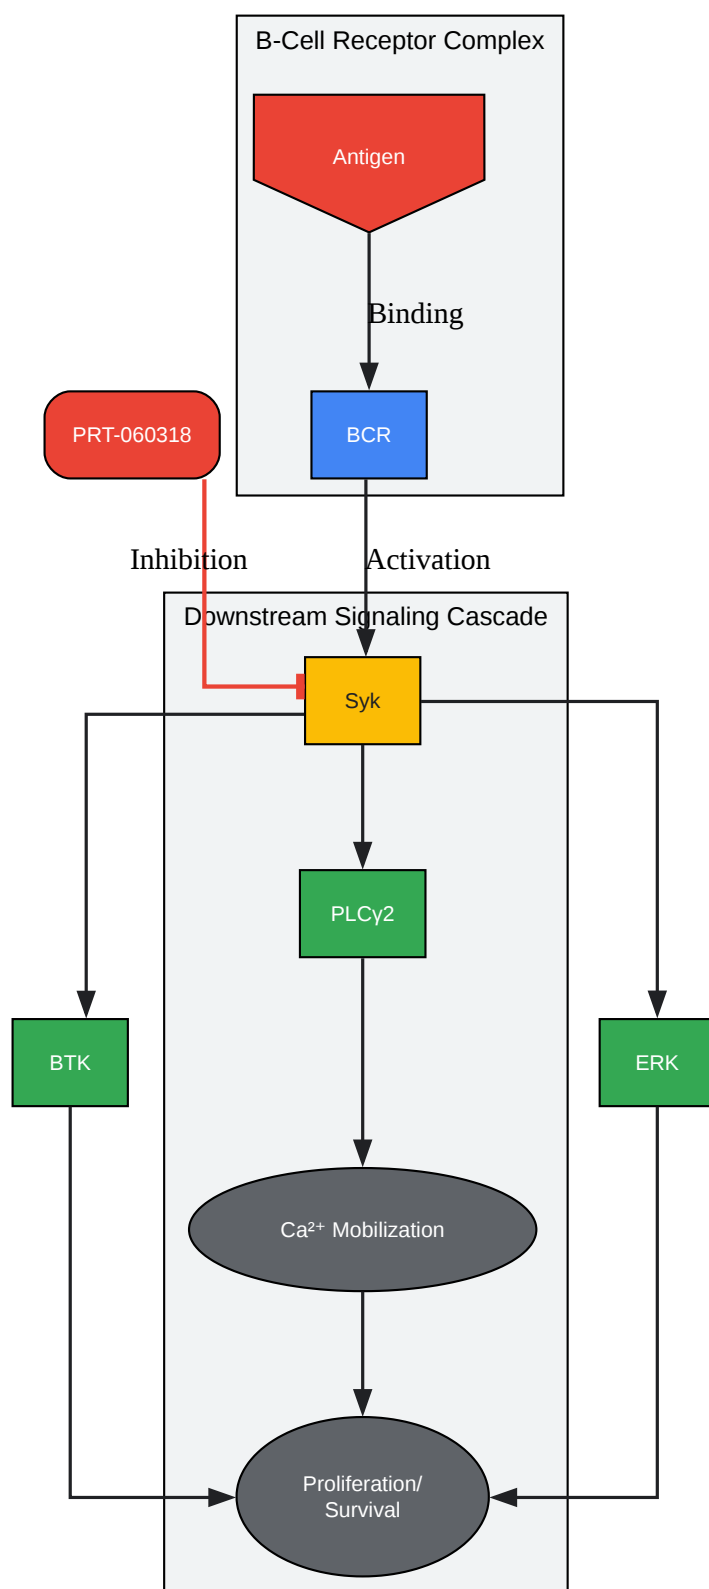 B-Cell Receptor Complex
Antigen
Binding
PRT-060318
BCR
Inhibition
Activation
Downstream Signaling Cascade
Syk
PLCγ2
BTK
ERK
Ca²⁺ Mobilization
Proliferation/
Survival